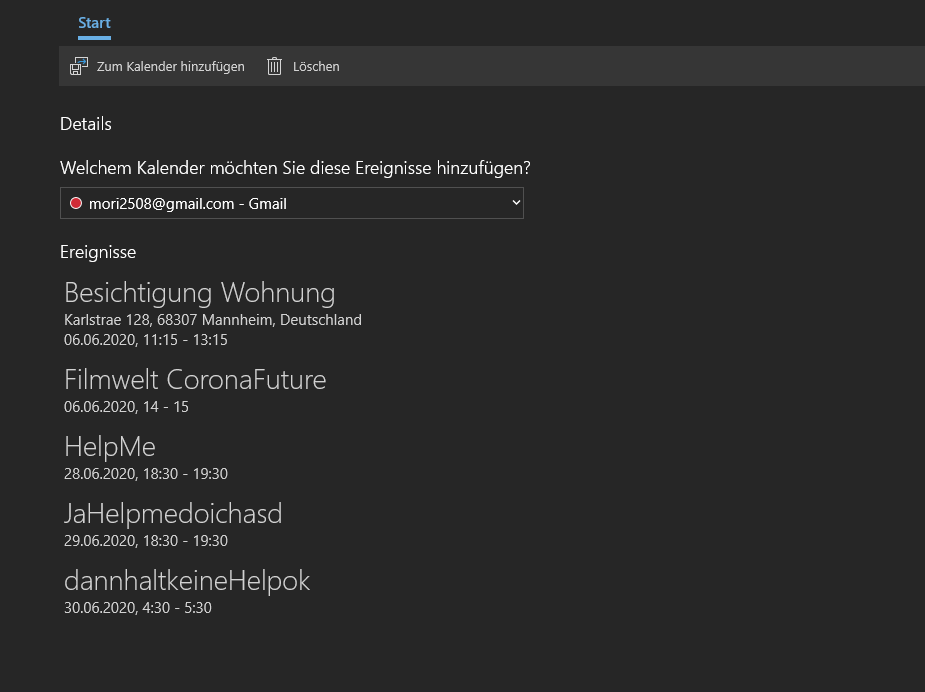 Start
Zum Kalender hinzufügen Löschen
Details
Welchem Kalender möchten Sie diese Ereignisse hinzufügen?
mori2508@gmail.com - Gmail
Ereignisse
Besichtigung Wohnung
Karlstrae 128, 68307 Mannheim, Deutschland
06.06.2020, 11:15 - 13:15
Filmwelt CoronaFuture
06.06.2020, 14 - 15
HelpMe
28.06.2020, 18:30 - 19:30
JaHelpmedoichasd
29.06.2020, 18:30 - 19:30
dannhaltkeineHelpok
30.06.2020, 4:30 - 5:30